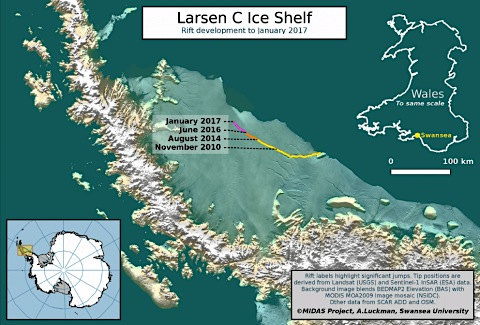 Larsen C Ice Shelf
Rift development to January 2017
January 2017
June 2016
August 2014
November 2010
Wales
To same scale
Swansea
0 100 km
Rift labels highlight significant jumps. Tip positions are
derived from Landsat (USGS) and Sentinel-1 InSAR (ESA) data.
Background image blends BEDMAP2 Elevation (BAS) with
MODIS MOA2009 Image mosaic (NSIDC).
Other data from SCAR ADD and OSM.
©MIDAS Project, A.Luckman, Swansea University